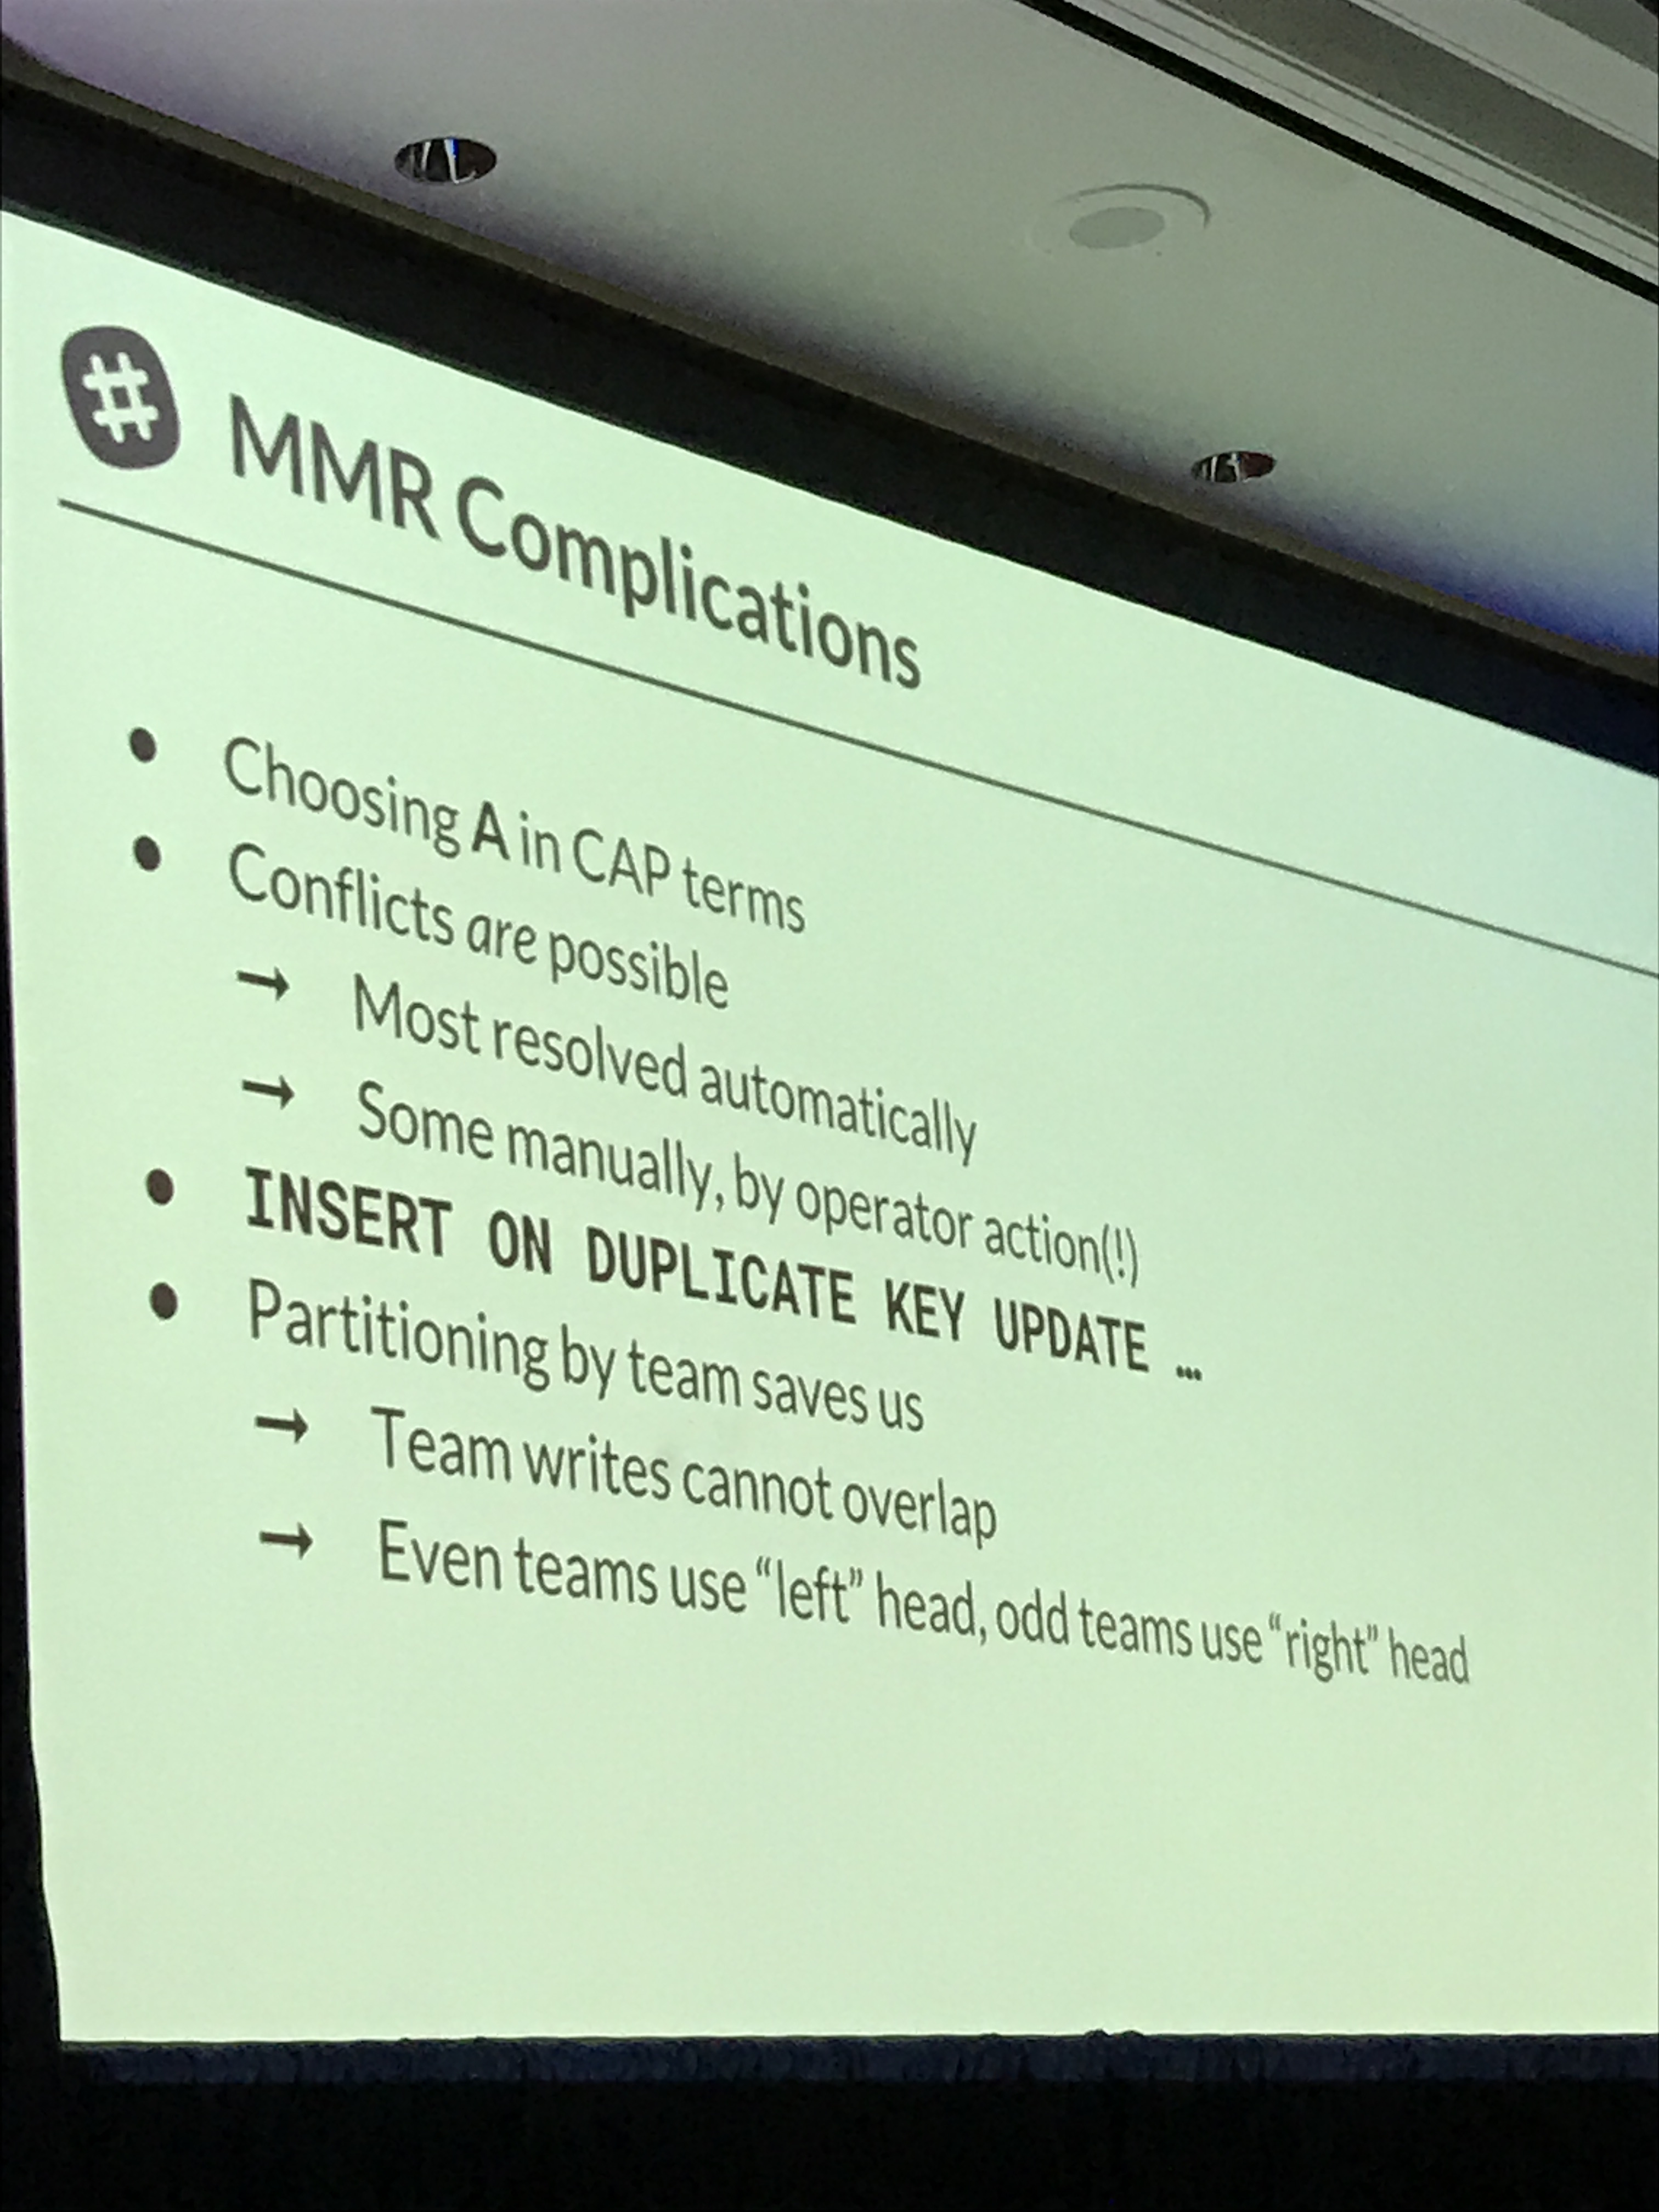 # MMR Complications
● Choosing A in CAP terms
● Conflicts are possible
→ Most resolved automatically
→ Some manually, by operator action(!)
● INSERT ON DUPLICATE KEY UPDATE …
● Partitioning by team saves us
→ Team writes cannot overlap
→ Even teams use “left” head, odd teams use “right” head